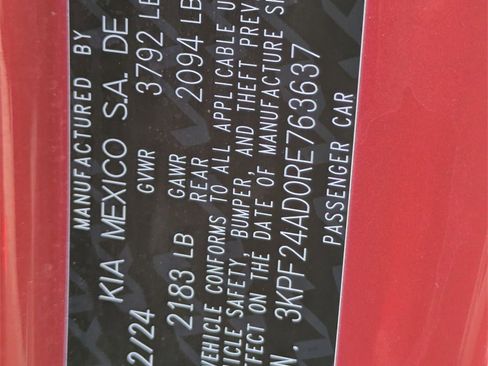 MANUFACTURED BY
KIA MEXICO S.A. DE
2/24 GVWR 3792 LB
2183 LB GAWR REAR 2094 LB
VEHICLE CONFORMS TO ALL APPLICABLE
ICLE SAFETY, BUMPER, AND THEFT PREV
EFFECT ON THE DATE OF MANUFACTURE S
N. 3KPF24AD0RE763637
PASSENGER CAR